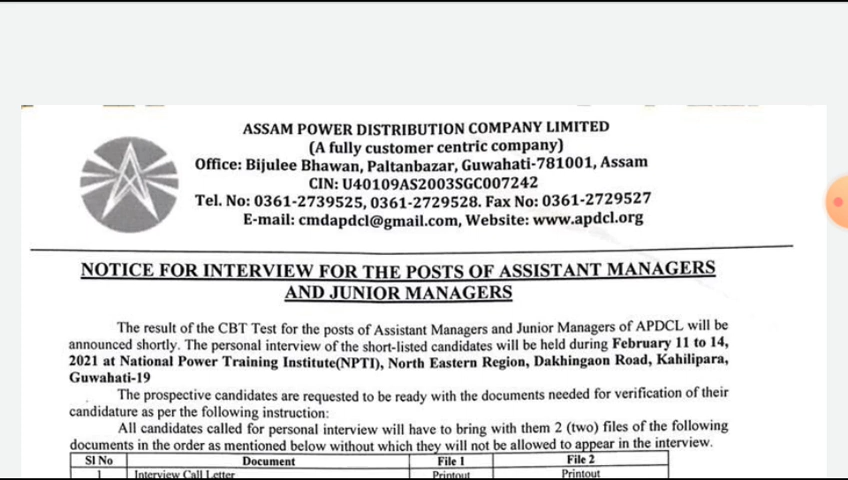 ASSAM POWER DISTRIBUTION COMPANY LIMITED
(A fully customer centric company)
Office: Bijulee Bhawan, Paltanbazar, Guwahati-781001, Assam
CIN: U40109AS2003SGC007242
Tel. No: 0361-2739525, 0361-2729528. Fax No: 0361-2729527
E-mail: cmdapdcl@gmail.com, Website: www.apdcl.org
NOTICE FOR INTERVIEW FOR THE POSTS OF ASSISTANT MANAGERS
AND JUNIOR MANAGERS
The result of the CBT Test for the posts of Assistant Managers and Junior Managers of APDCL will be
announced shortly. The personal interview of the short-listed candidates will be held during February 11 to 14,
2021 at National Power Training Institute(NPTI), North Eastern Region, Dakhingaon Road, Kahilipara,
Guwahati-19
The prospective candidates are requested to be ready with the documents needed for verification of their
candidature as per the following instruction:
All candidates called for personal interview will have to bring with them 2 (two) files of the following
documents in the order as mentioned below without which they will not be allowed to appear in the interview.
Sl No Document File 1 File 2
1 Interview Call Letter Printout Printout